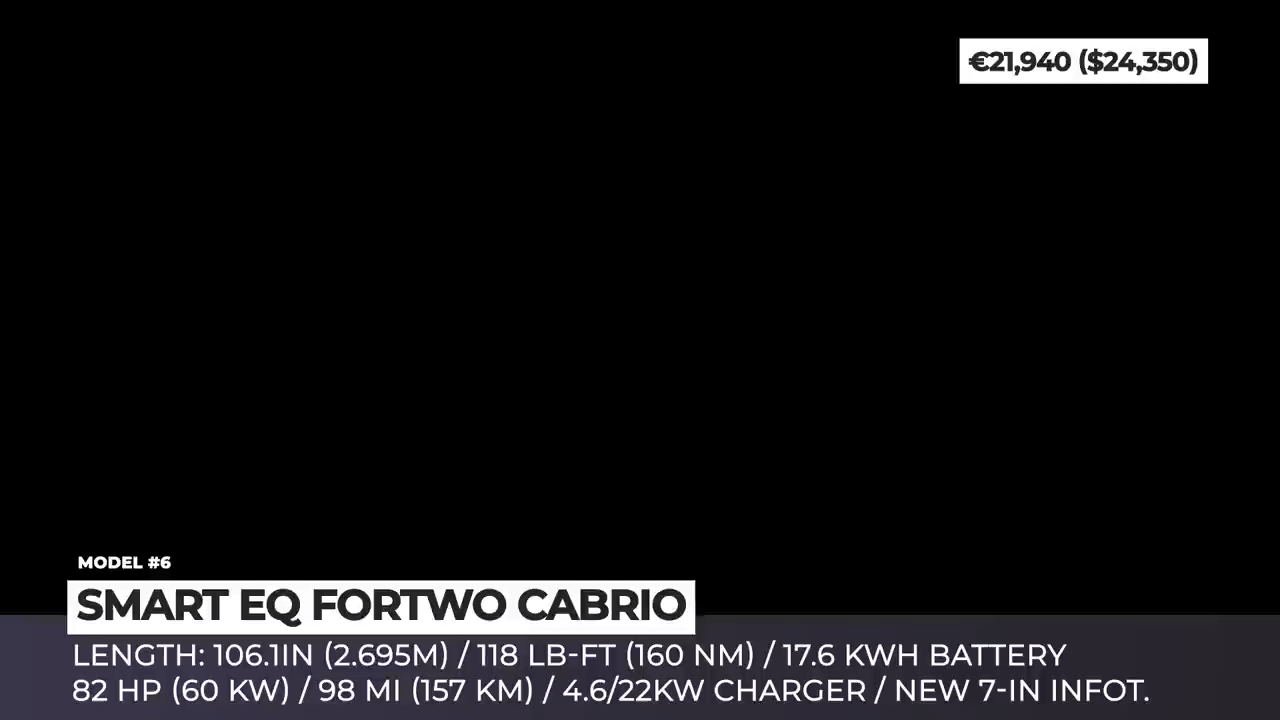 €21,940 ($24,350)
MODEL #6
SMART EQ FORTWO CABRIO
LENGTH: 106.1IN (2.695M) / 118 LB-FT (160 NM) / 17.6 KWH BATTERY
82 HP (60 KW) / 98 MI (157 KM) / 4.6/22KW CHARGER / NEW 7-IN INFOT.